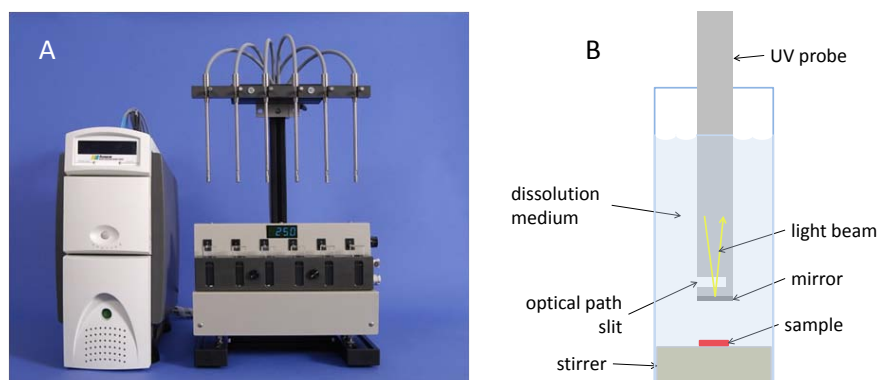 A
250
B
UV probe
dissolution
medium
light beam
optical path
slit
mirror
sample
stirrer